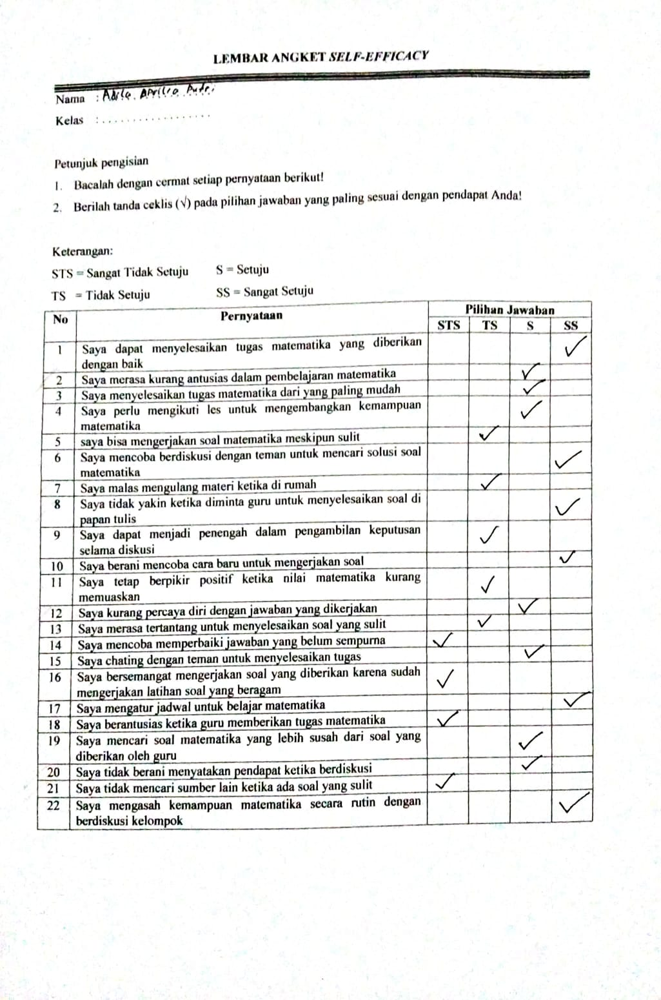 LEMBAR ANGKET SELF-EFFICACY
Nama : Adila Aprilia Putri
Kelas : ..................
Petunjuk pengisian
1. Bacalah dengan cermat setiap pernyataan berikut!
2. Berilah tanda ceklis (√) pada pilihan jawaban yang paling sesuai dengan pendapat Anda!
Keterangan:
STS = Sangat Tidak Setuju S = Setuju
TS = Tidak Setuju SS = Sangat Setuju
No Pernyataan Pilihan Jawaban
STS TS S SS
1 Saya dapat menyelesaikan tugas matematika yang diberikan ✓
dengan baik
2 Saya merasa kurang antusias dalam pembelajaran matematika ✓
3 Saya menyelesaikan tugas matematika dari yang paling mudah ✓
4 Saya perlu mengikuti les untuk mengembangkan kemampuan ✓
matematika
5 saya bisa mengerjakan soal matematika meskipun sulit ✓
6 Saya mencoba berdiskusi dengan teman untuk mencari solusi soal ✓
matematika
7 Saya malas mengulang materi ketika di rumah ✓
8 Saya tidak yakin ketika diminta guru untuk menyelesaikan soal di ✓
papan tulis
9 Saya dapat menjadi penengah dalam pengambilan keputusan ✓
selama diskusi
10 Saya berani mencoba cara baru untuk mengerjakan soal ✓
11 Saya tetap berpikir positif ketika nilai matematika kurang ✓
memuaskan
12 Saya kurang percaya diri dengan jawaban yang dikerjakan ✓
13 Saya merasa tertantang untuk menyelesaikan soal yang sulit ✓
14 Saya mencoba memperbaiki jawaban yang belum sempurna ✓
15 Saya chating dengan teman untuk menyelesaikan tugas ✓
16 Saya bersemangat mengerjakan soal yang diberikan karena sudah ✓
mengerjakan latihan soal yang beragam
17 Saya mengatur jadwal untuk belajar matematika ✓
18 Saya berantusias ketika guru memberikan tugas matematika ✓
19 Saya mencari soal matematika yang lebih susah dari soal yang ✓
diberikan oleh guru
20 Saya tidak berani menyatakan pendapat ketika berdiskusi ✓
21 Saya tidak mencari sumber lain ketika ada soal yang sulit ✓
22 Saya mengasah kemampuan matematika secara rutin dengan ✓
berdiskusi kelompok